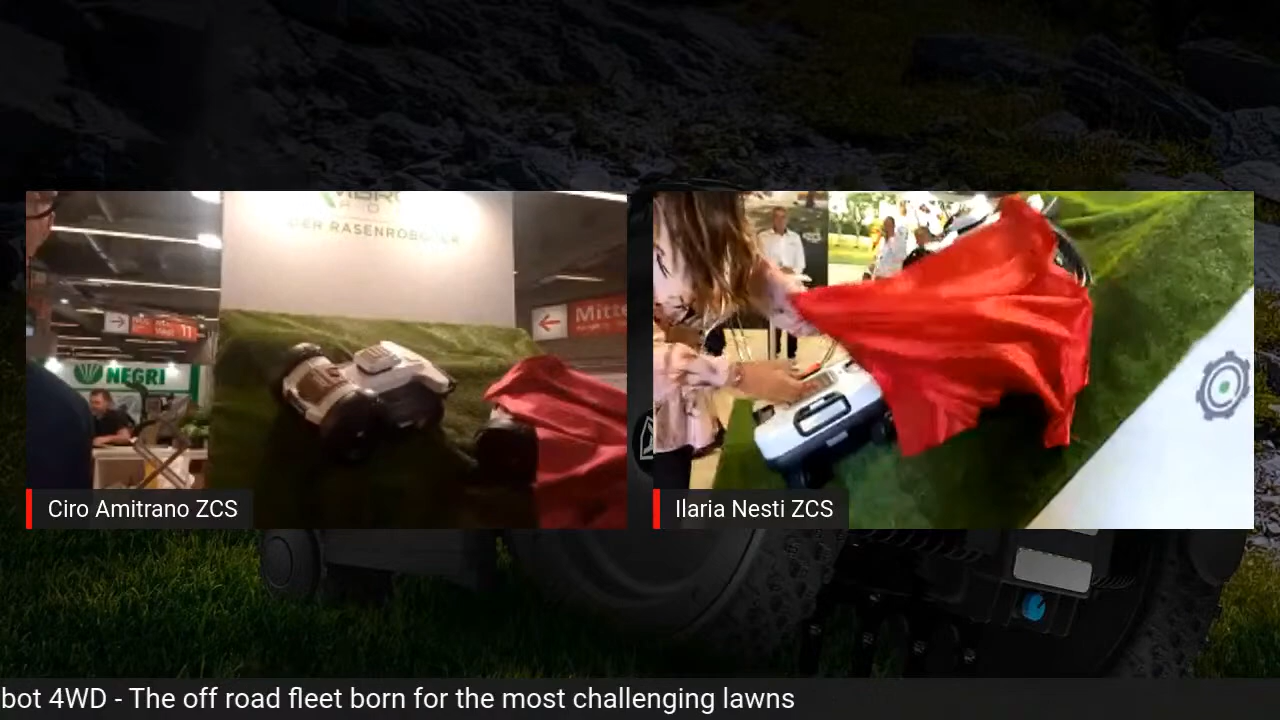 DER RASENROBOTER
Mitte
11
NEGRI
Ciro Amitrano ZCS
Ilaria Nesti ZCS
bot 4WD - The off road fleet born for the most challenging lawns